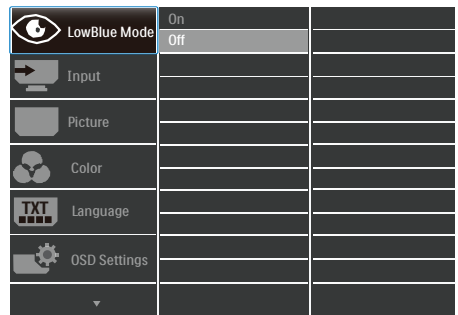 LowBlue Mode
On
Off
Input
Picture
Color
TXT
Language
OSD Settings